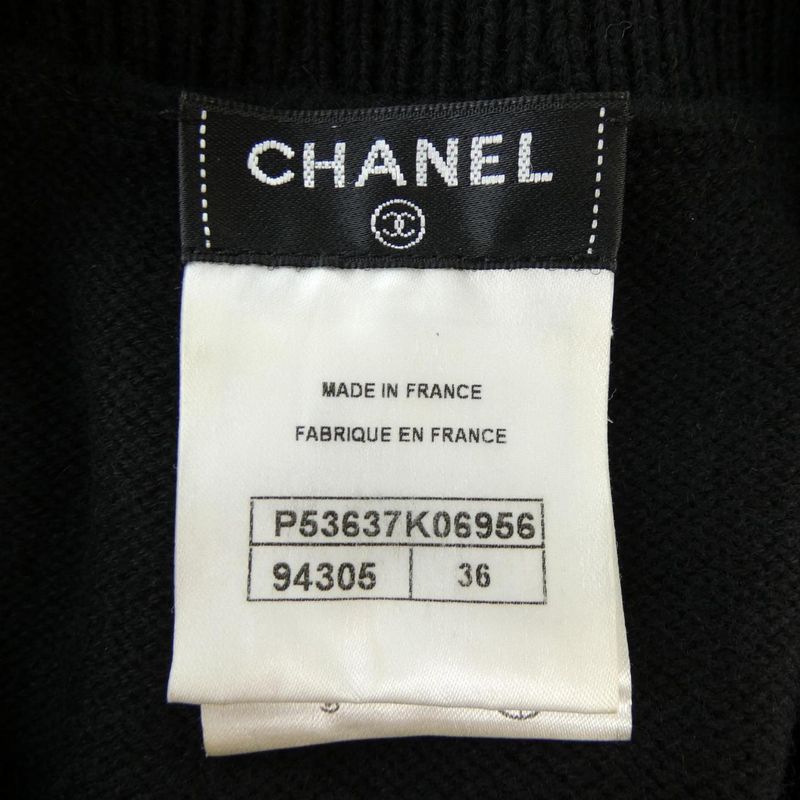 CHANEL
MADE IN FRANCE
FABRIQUE EN FRANCE
P53637K06956
94305 36